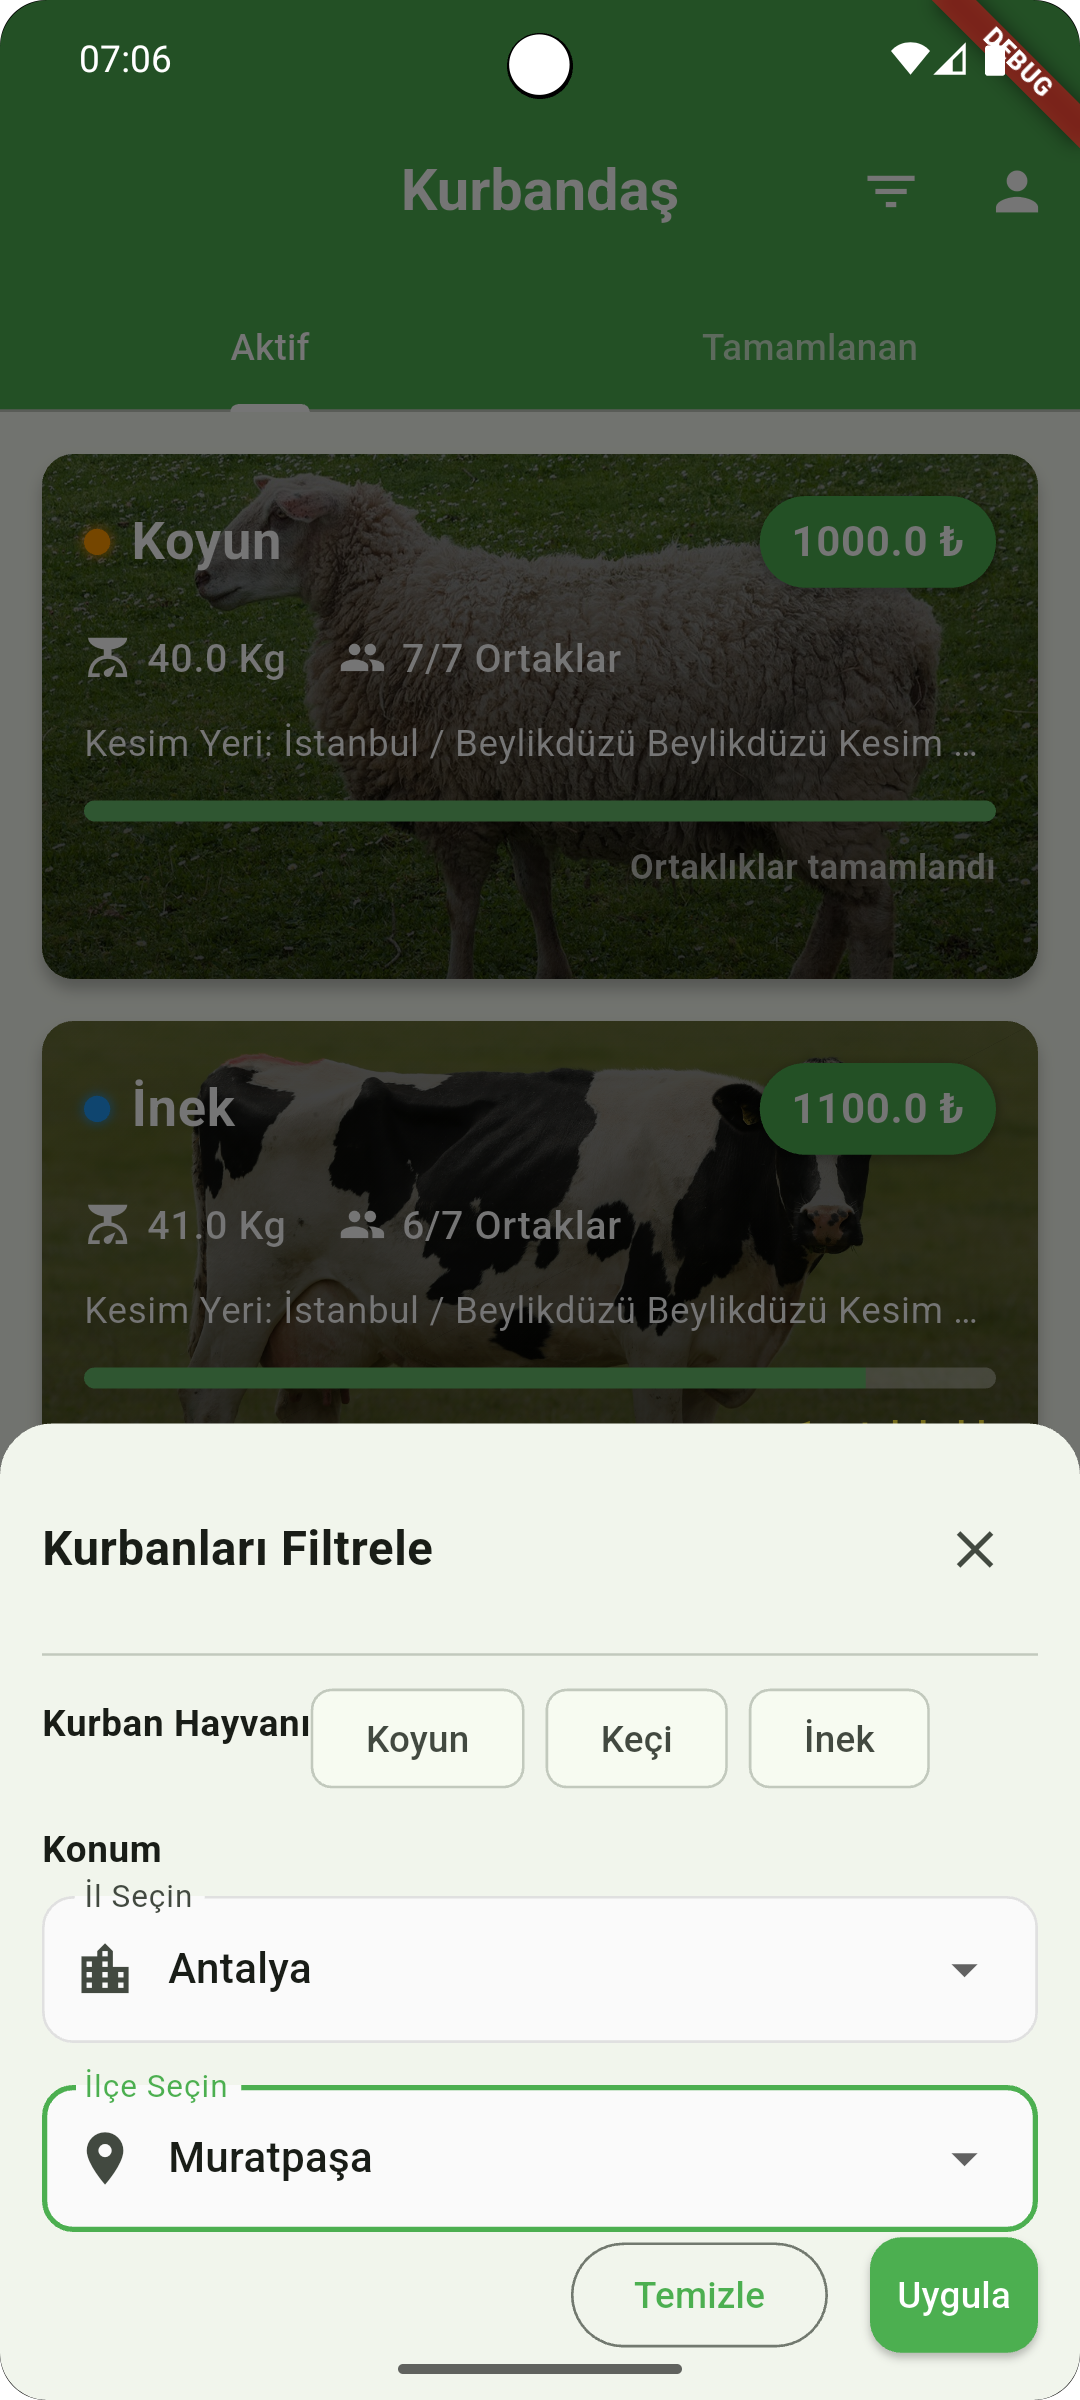 07:06
DEBUG
Kurbandaş
Aktif
Tamamlanan
Koyun
1000.0 ₺
40.0 Kg
7/7 Ortaklar
Kesim Yeri: İstanbul / Beylikdüzü Beylikdüzü Kesim ...
Ortaklıklar tamamlandı
İnek
1100.0 ₺
41.0 Kg
6/7 Ortaklar
Kesim Yeri: İstanbul / Beylikdüzü Beylikdüzü Kesim ...
Kurbanları Filtrele
Kurban Hayvanı
Koyun
Keçi
İnek
Konum
İl Seçin
Antalya
İlçe Seçin
Muratpaşa
Temizle
Uygula